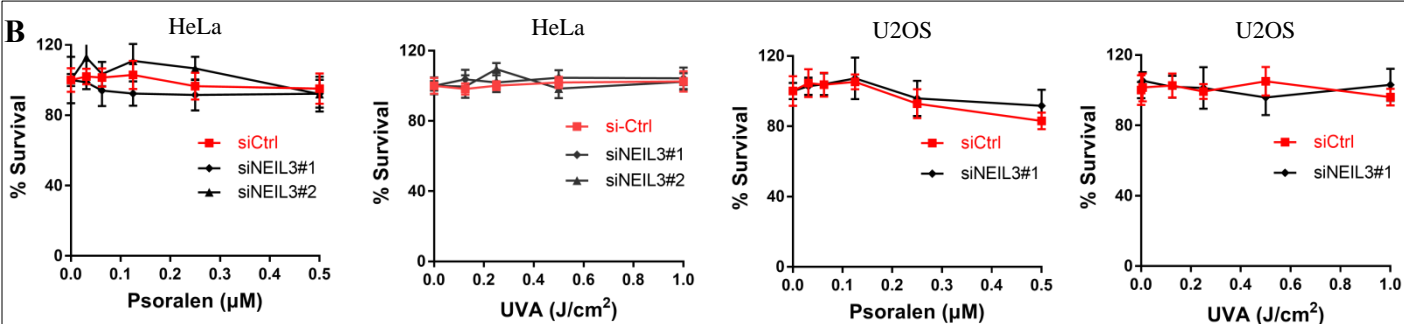 B
HeLa
120
80
40
0
% Survival
siCtrl
siNEIL3#1
siNEIL3#2
0.0 0.1 0.2 0.3 0.4 0.5
Psoralen (µM)
HeLa
120
80
40
0
% Survival
si-Ctrl
siNEIL3#1
siNEIL3#2
0.0 0.2 0.4 0.6 0.8 1.0
UVA (J/cm²)
U2OS
120
80
40
0
% Survival
siCtrl
siNEIL3#1
0.0 0.1 0.2 0.3 0.4 0.5
Psoralen (µM)
U2OS
120
80
40
0
% Survival
siCtrl
siNEIL3#1
0.0 0.2 0.4 0.6 0.8 1.0
UVA (J/cm²)